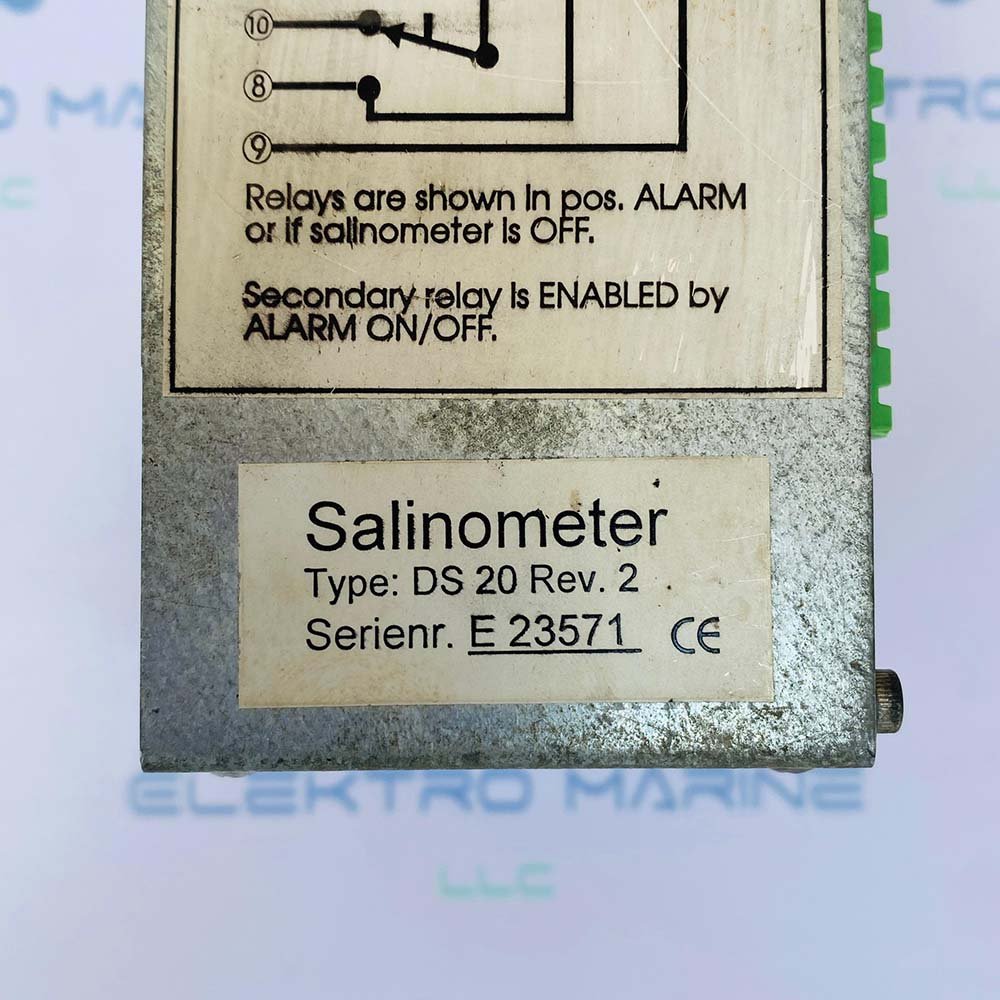 10
8
9
Relays are shown in pos. ALARM
or if salinometer is OFF.
Secondary relay is ENABLED by
ALARM ON/OFF.
Salinometer
Type: DS 20 Rev. 2
Serienr. E 23571 CE
ELEKTRO MARINE
LLC